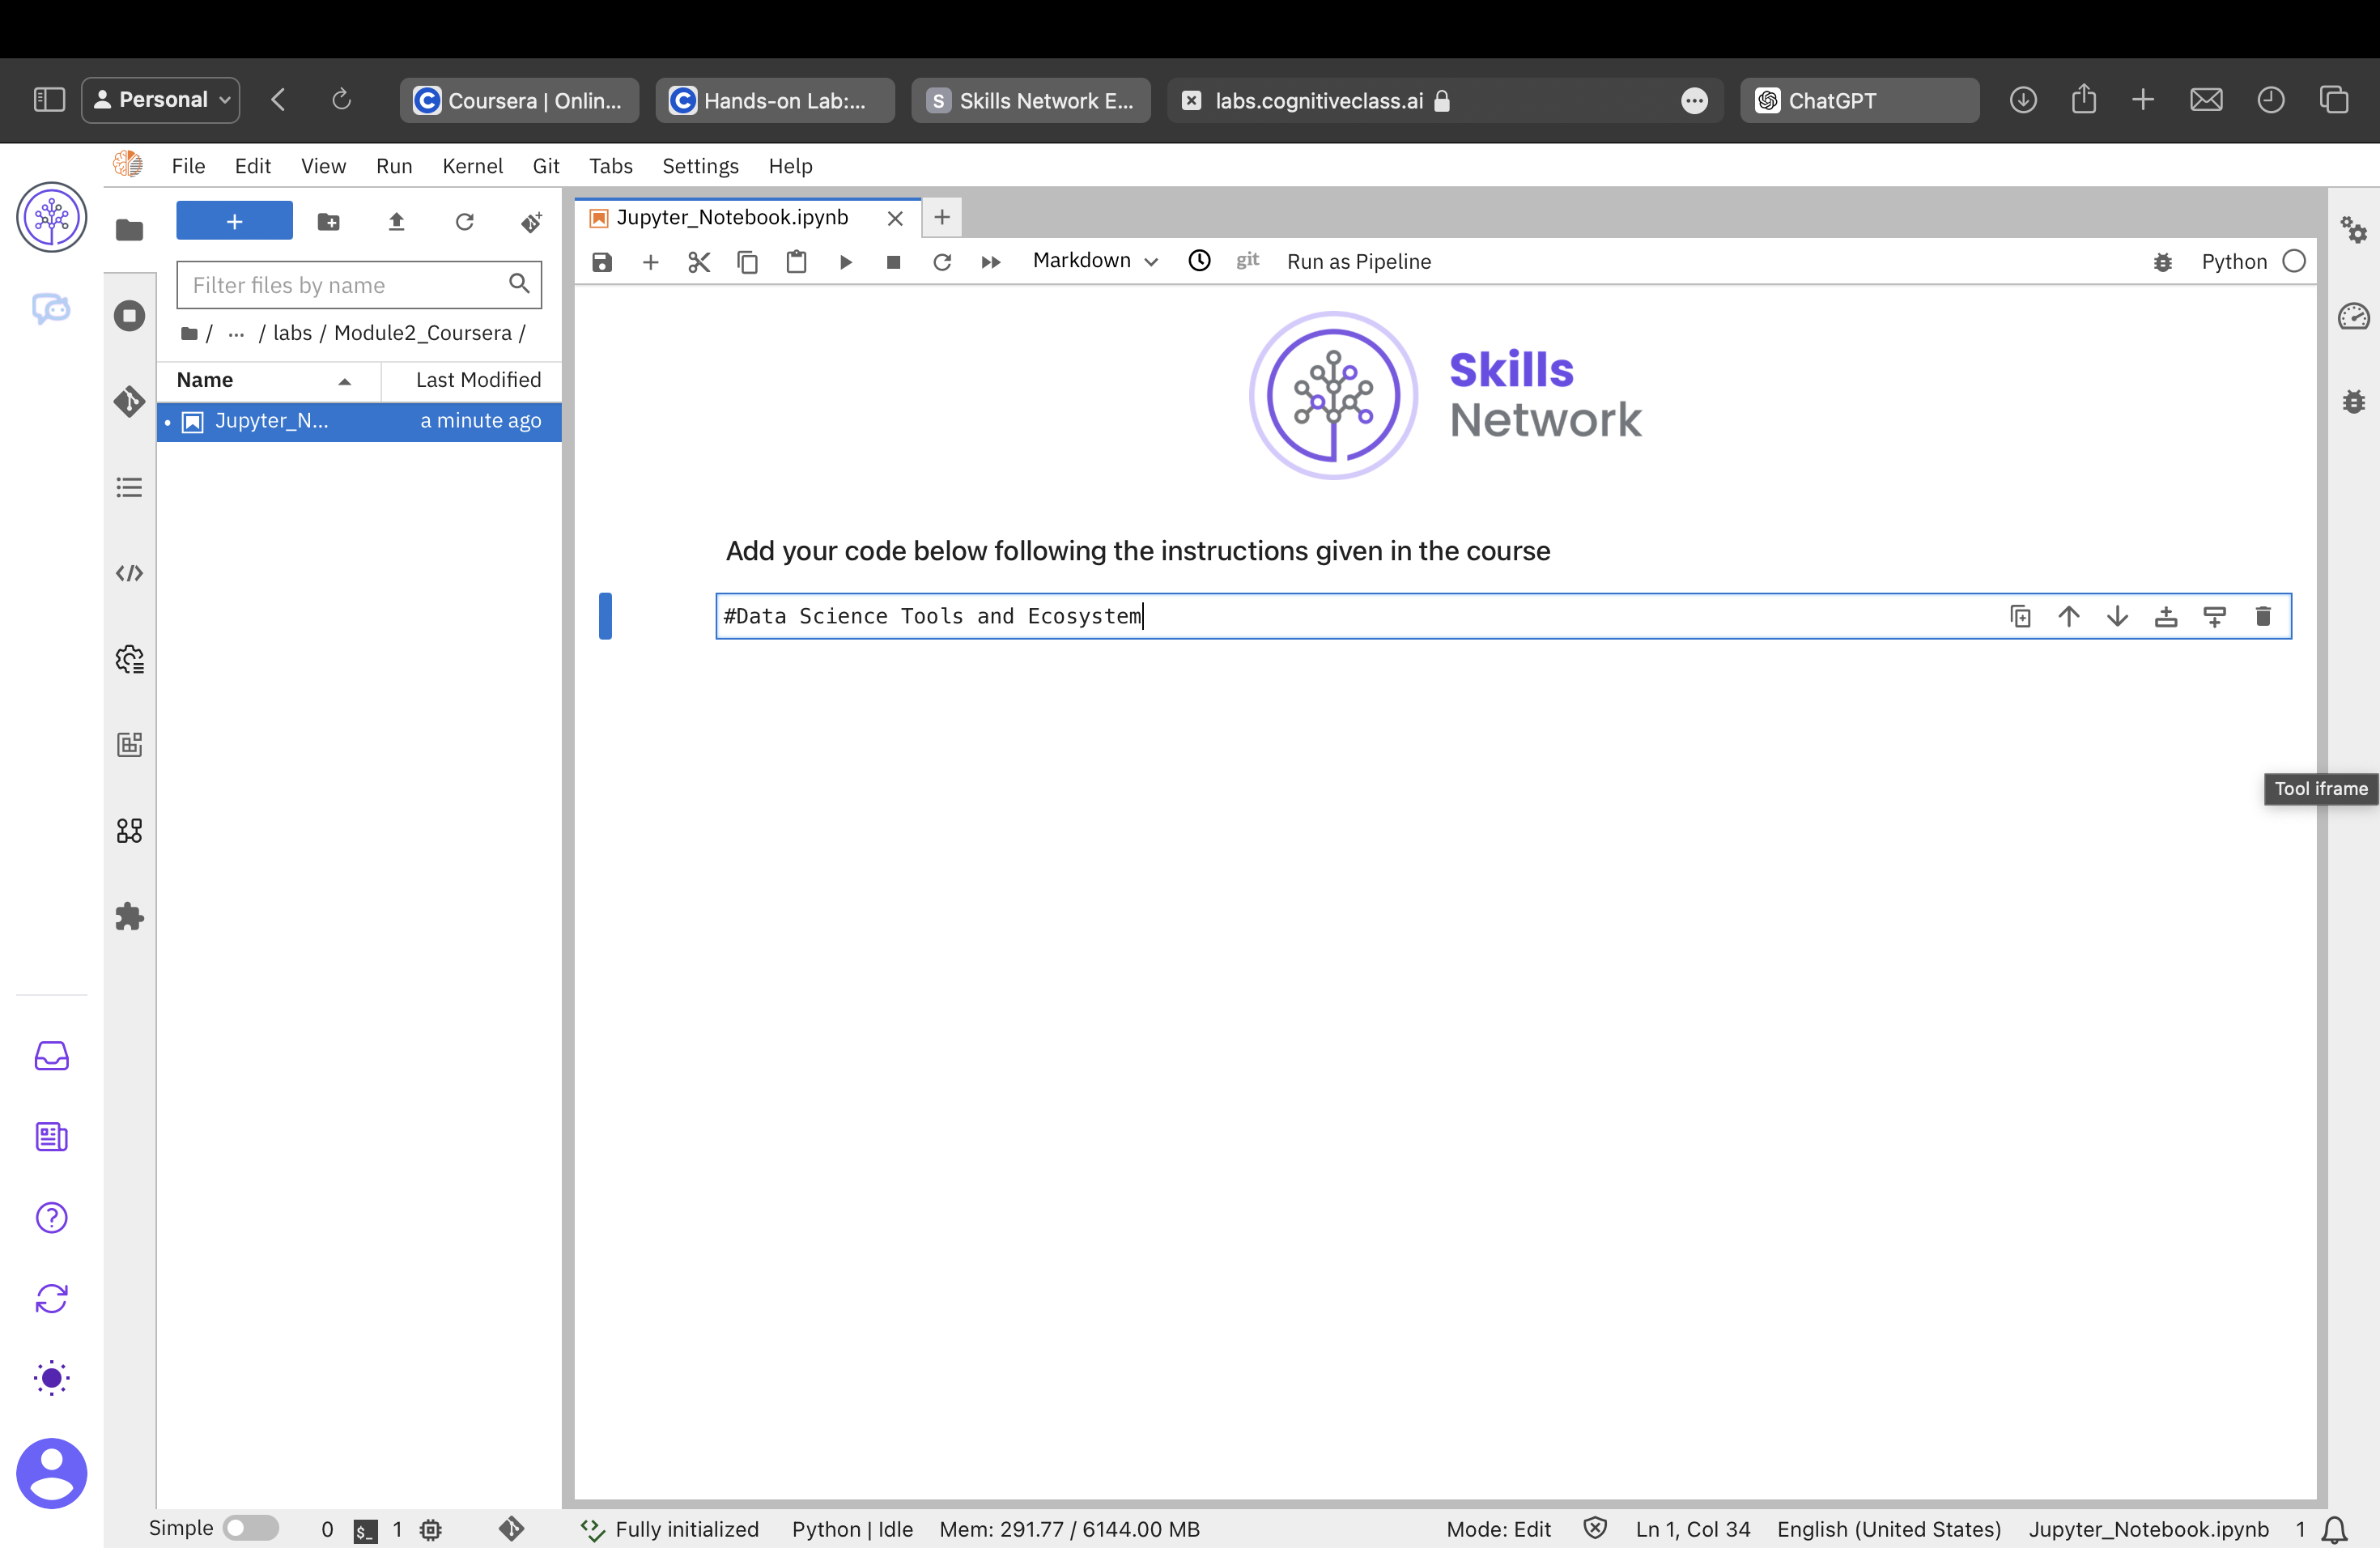 Personal
Coursera | Onlin...
Hands-on Lab:...
S Skills Network E...
labs.cognitiveclass.ai
ChatGPT
File Edit View Run Kernel Git Tabs Settings Help
Jupyter_Notebook.ipynb
Filter files by name
/ ... / labs / Module2_Coursera /
Name Last Modified
Jupyter_N... a minute ago
Markdown git Run as Pipeline Python
Skills
Network
Add your code below following the instructions given in the course
#Data Science Tools and Ecosystem
Tool iframe
Simple 0 $_ 1 Fully initialized Python | Idle Mem: 291.77 / 6144.00 MB Mode: Edit Ln 1, Col 34 English (United States) Jupyter_Notebook.ipynb 1